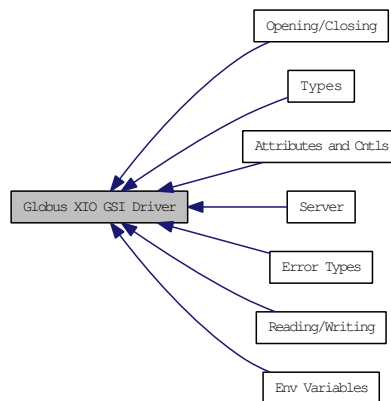 Opening/Closing
Types
Attributes and Cntls
Globus XIO GSI Driver
Server
Error Types
Reading/Writing
Env Variables